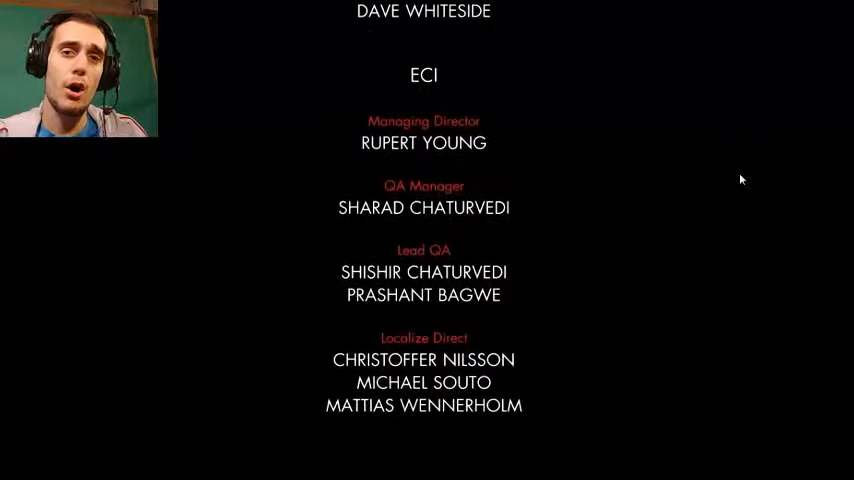 DAVE WHITESIDE
ECI
Managing Director
RUPERT YOUNG
QA Manager
SHARAD CHATURVEDI
Lead QA
SHISHIR CHATURVEDI
PRASHANT BAGWE
Localize Direct
CHRISTOFFER NILSSON
MICHAEL SOUTO
MATTIAS WENNERHOLM